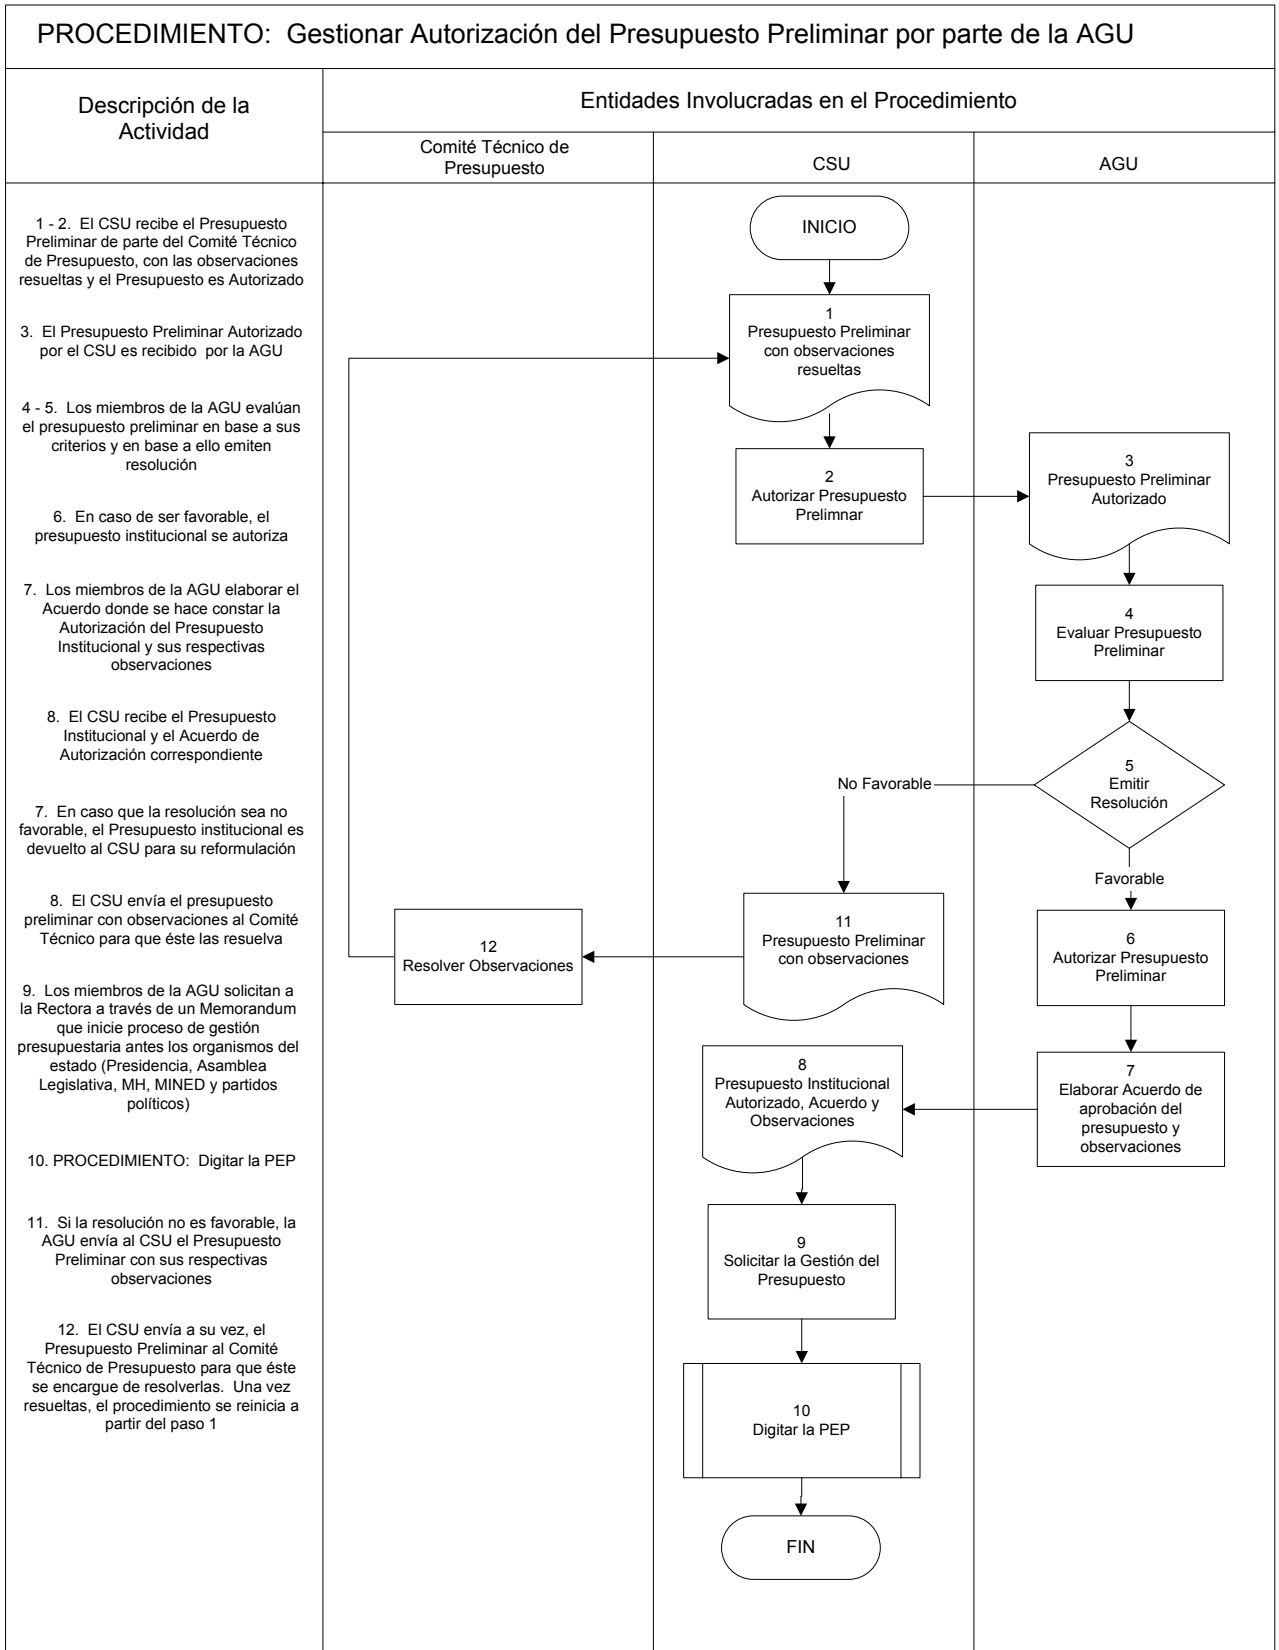 PROCEDIMIENTO: Gestionar Autorización del Presupuesto Preliminar por parte de la AGU
Descripción de la
Actividad
Entidades Involucradas en el Procedimiento
Comité Técnico de
Presupuesto
CSU
AGU
1 - 2. El CSU recibe el Presupuesto
Preliminar de parte del Comité Técnico
de Presupuesto, con las observaciones
resueltas y el Presupuesto es Autorizado
3. El Presupuesto Preliminar Autorizado
por el CSU es recibido por la AGU
4 - 5. Los miembros de la AGU evalúan
el presupuesto preliminar en base a sus
criterios y en base a ello emiten
resolución
6. En caso de ser favorable, el
presupuesto institucional se autoriza
7. Los miembros de la AGU elaborar el
Acuerdo donde se hace constar la
Autorización del Presupuesto
Institucional y sus respectivas
observaciones
8. El CSU recibe el Presupuesto
Institucional y el Acuerdo de
Autorización correspondiente
7. En caso que la resolución sea no
favorable, el Presupuesto institucional es
devuelto al CSU para su reformulación
8. El CSU envía el presupuesto
preliminar con observaciones al Comité
Técnico para que éste las resuelva
9. Los miembros de la AGU solicitan a
la Rectora a través de un Memorandum
que inicie proceso de gestión
presupuestaria antes los organismos del
estado (Presidencia, Asamblea
Legislativa, MH, MINED y partidos
políticos)
10. PROCEDIMIENTO: Digitar la PEP
11. Si la resolución no es favorable, la
AGU envía al CSU el Presupuesto
Preliminar con sus respectivas
observaciones
12. El CSU envía a su vez, el
Presupuesto Preliminar al Comité
Técnico de Presupuesto para que éste
se encargue de resolverlas. Una vez
resueltas, el procedimiento se reinicia a
partir del paso 1
INICIO
1
Presupuesto Preliminar
con observaciones
resueltas
2
Autorizar Presupuesto
Prelimnar
3
Presupuesto Preliminar
Autorizado
4
Evaluar Presupuesto
Preliminar
5
Emitir
Resolución
No Favorable
Favorable
6
Autorizar Presupuesto
Preliminar
11
Presupuesto Preliminar
con observaciones
12
Resolver Observaciones
7
Elaborar Acuerdo de
aprobación del
presupuesto y
observaciones
8
Presupuesto Institucional
Autorizado, Acuerdo y
Observaciones
9
Solicitar la Gestión del
Presupuesto
10
Digitar la PEP
FIN